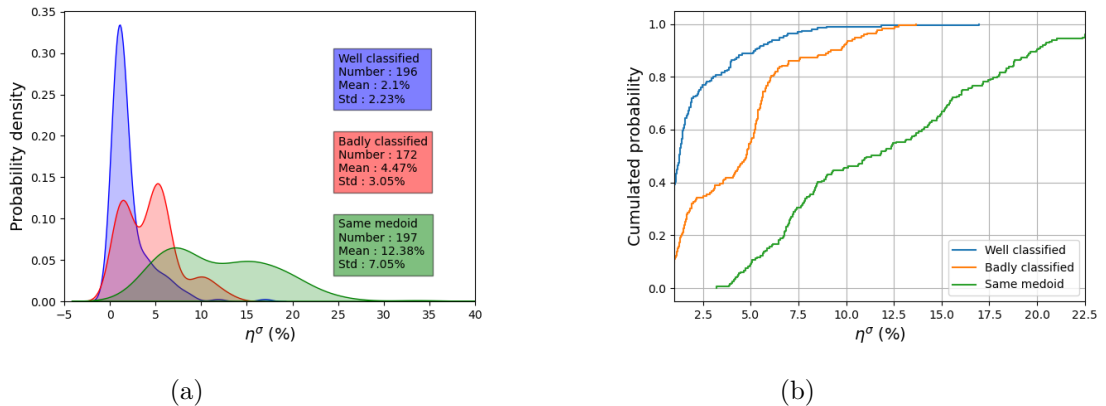 0.35
0.30
0.25
0.20
0.15
0.10
0.05
0.00
Probability density
Well classified
Number : 196
Mean : 2.1%
Std : 2.23%
Badly classified
Number : 172
Mean : 4.47%
Std : 3.05%
Same medoid
Number : 197
Mean : 12.38%
Std : 7.05%
-5 0 5 10 15 20 25 30 35 40
η^σ (%)
(a)
1.0
0.8
0.6
0.4
0.2
0.0
Cumulated probability
Well classified
Badly classified
Same medoid
2.5 5.0 7.5 10.0 12.5 15.0 17.5 20.0 22.5
η^σ (%)
(b)